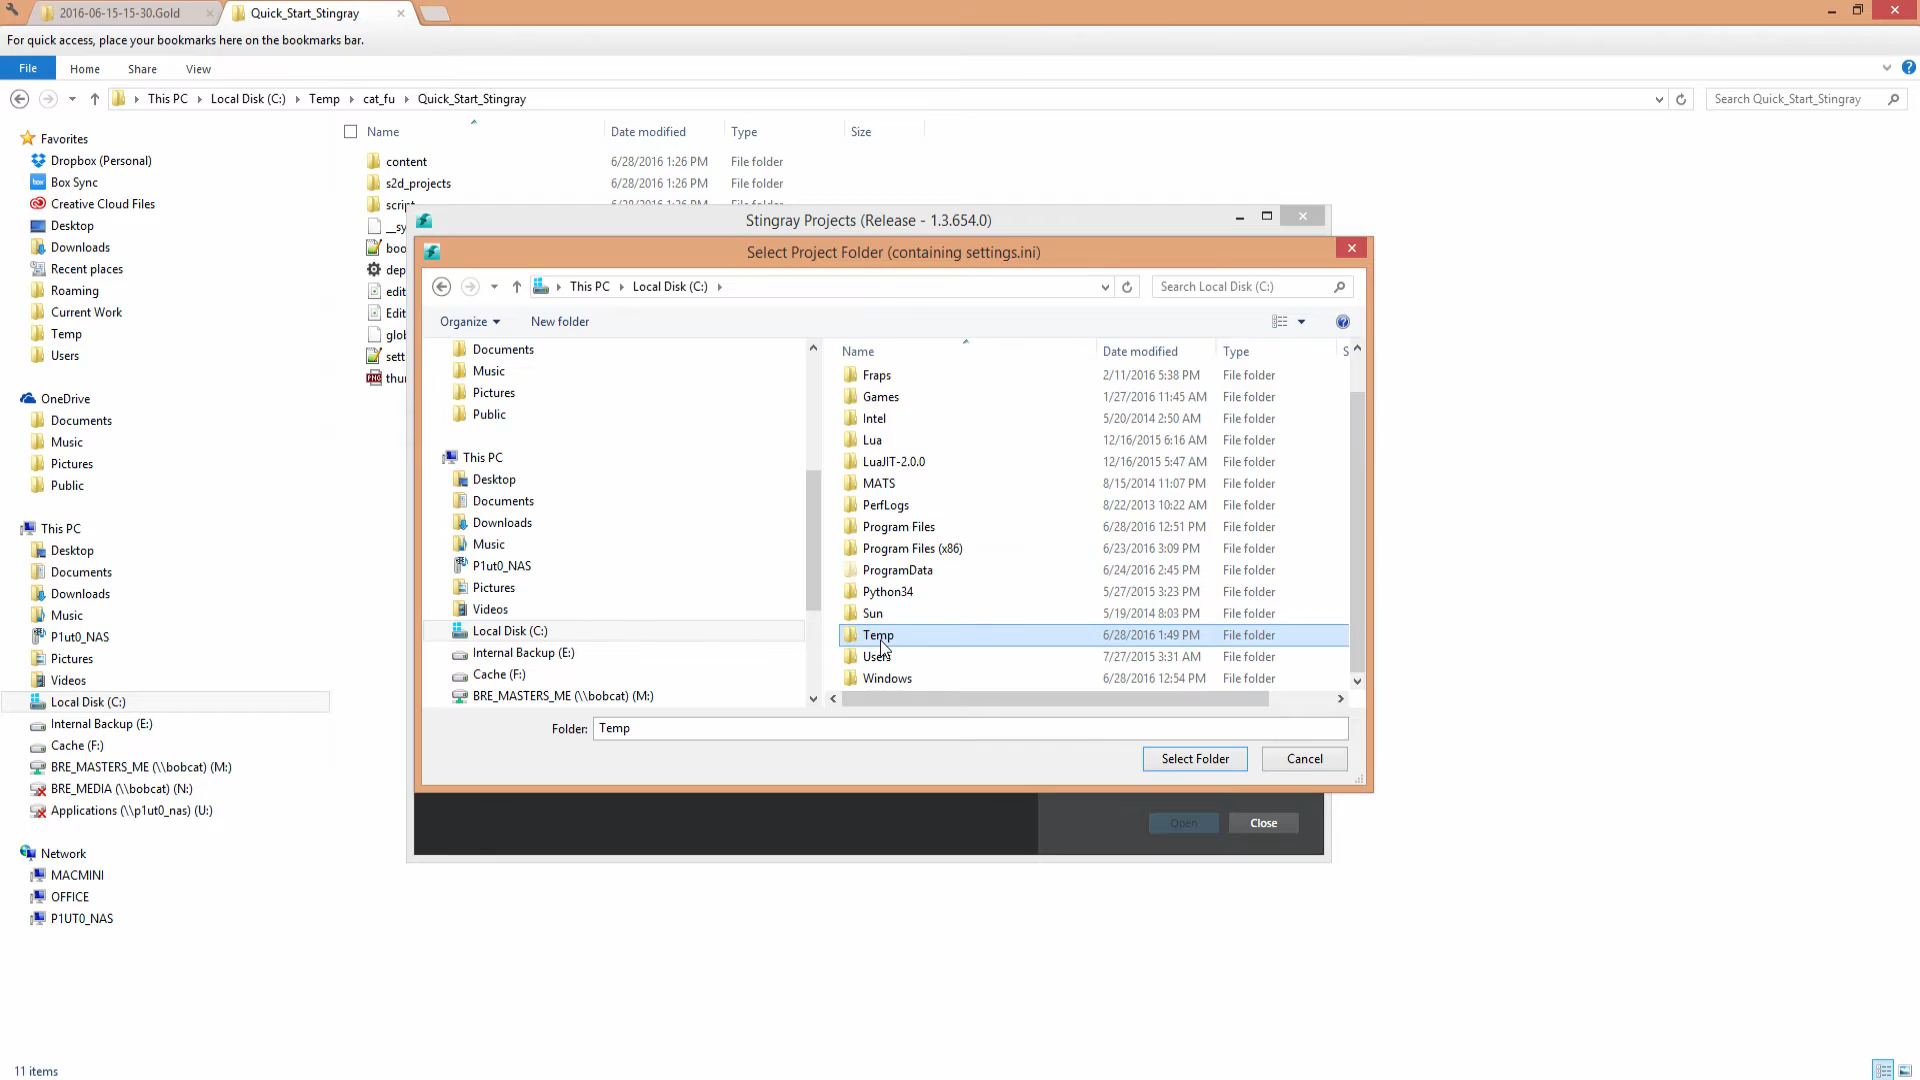 2016-06-15-15-30.Gold
Quick_Start_Stingray
For quick access, place your bookmarks here on the bookmarks bar.
File
Home
Share
View
This PC
Local Disk (C:)
Temp
cat_fu
Quick_Start_Stingray
Search Quick_Start_Stingray
Favorites
Dropbox (Personal)
Box Sync
Creative Cloud Files
Desktop
Downloads
Recent places
Roaming
Current Work
Temp
Users
OneDrive
Documents
Music
Pictures
Public
This PC
Desktop
Documents
Downloads
Music
P1ut0_NAS
Pictures
Videos
Local Disk (C:)
Internal Backup (E:)
Cache (F:)
BRE_MASTERS_ME (\\bobcat) (M:)
BRE_MEDIA (\\bobcat) (N:)
Applications (\\p1ut0_nas) (U:)
Network
MACMINI
OFFICE
P1UT0_NAS
Name Date modified Type Size
content 6/28/2016 1:26 PM File folder
s2d_projects 6/28/2016 1:26 PM File folder
Stingray Projects (Release - 1.3.654.0)
Select Project Folder (containing settings.ini)
This PC
Local Disk (C:)
Search Local Disk (C:)
Organize
New folder
Documents
Music
Pictures
Public
This PC
Desktop
Documents
Downloads
Music
P1ut0_NAS
Pictures
Videos
Local Disk (C:)
Internal Backup (E:)
Cache (F:)
BRE_MASTERS_ME (\\bobcat) (M:)
Name Date modified Type S
Fraps 2/11/2016 5:38 PM File folder
Games 1/27/2016 11:45 AM File folder
Intel 5/20/2014 2:50 AM File folder
Lua 12/16/2015 6:16 AM File folder
LuaJIT-2.0.0 12/16/2015 5:47 AM File folder
MATS 8/15/2014 11:07 PM File folder
PerfLogs 8/22/2013 10:22 AM File folder
Program Files 6/28/2016 12:51 PM File folder
Program Files (x86) 6/23/2016 3:09 PM File folder
ProgramData 6/24/2016 2:45 PM File folder
Python34 5/27/2015 3:23 PM File folder
Sun 5/19/2014 8:03 PM File folder
Temp 6/28/2016 1:49 PM File folder
Users 7/27/2015 3:31 AM File folder
Windows 6/28/2016 12:54 PM File folder
Folder: Temp
Select Folder
Cancel
Open
Close
11 items